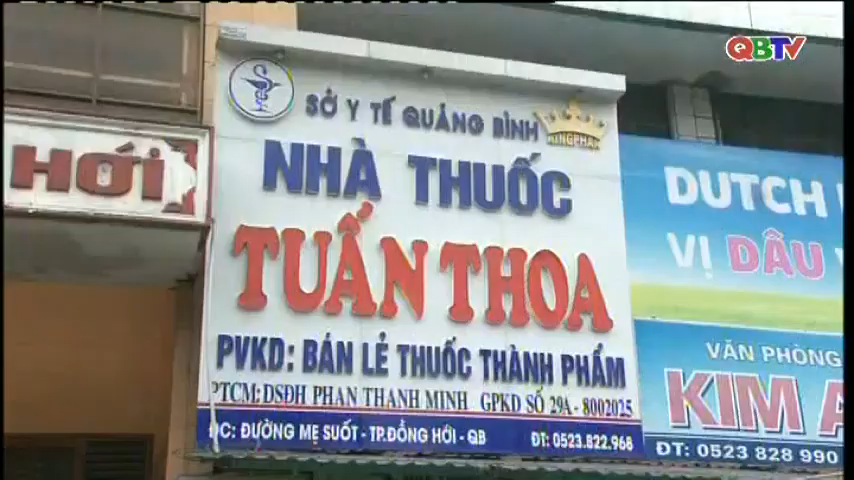 QBTV
HỚI
SỞ Y TẾ QUẢNG BÌNH
KINGPHAR
NHÀ THUỐC
TUẤN THOA
PVKD: BÁN LẺ THUỐC THÀNH PHẨM
PTCM: DSĐH PHAN THANH MINH GPKD SỐ 29A - 8002025
ĐC: ĐƯỜNG MẸ SUỐT - TP.ĐỒNG HỚI - QB ĐT: 0523.822.968
DUTCH
VỊ DÂU
VĂN PHÒNG
KIM
ĐT: 0523 828 990